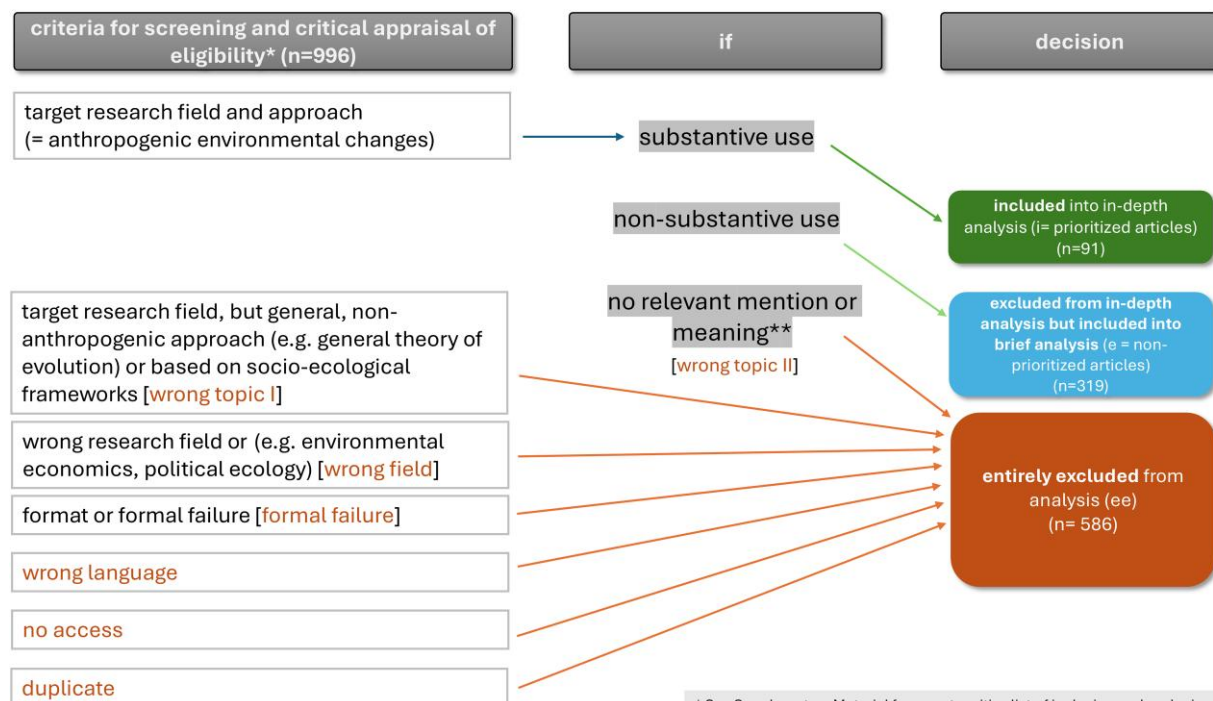 criteria for screening and critical appraisal of
eligibility* (n=996)
if
decision
target research field and approach
(= anthropogenic environmental changes)
substantive use
included into in-depth
analysis (i= prioritized articles)
(n=91)
non-substantive use
excluded from in-depth
analysis but included into
brief analysis (e = non-
prioritized articles)
(n=319)
no relevant mention or
meaning**
[wrong topic II]
target research field, but general, non-
anthropogenic approach (e.g. general theory of
evolution) or based on socio-ecological
frameworks [wrong topic I]
wrong research field or (e.g. environmental
economics, political ecology) [wrong field]
format or formal failure [formal failure]
wrong language
no access
duplicate
entirely excluded from
analysis (ee)
(n= 586)